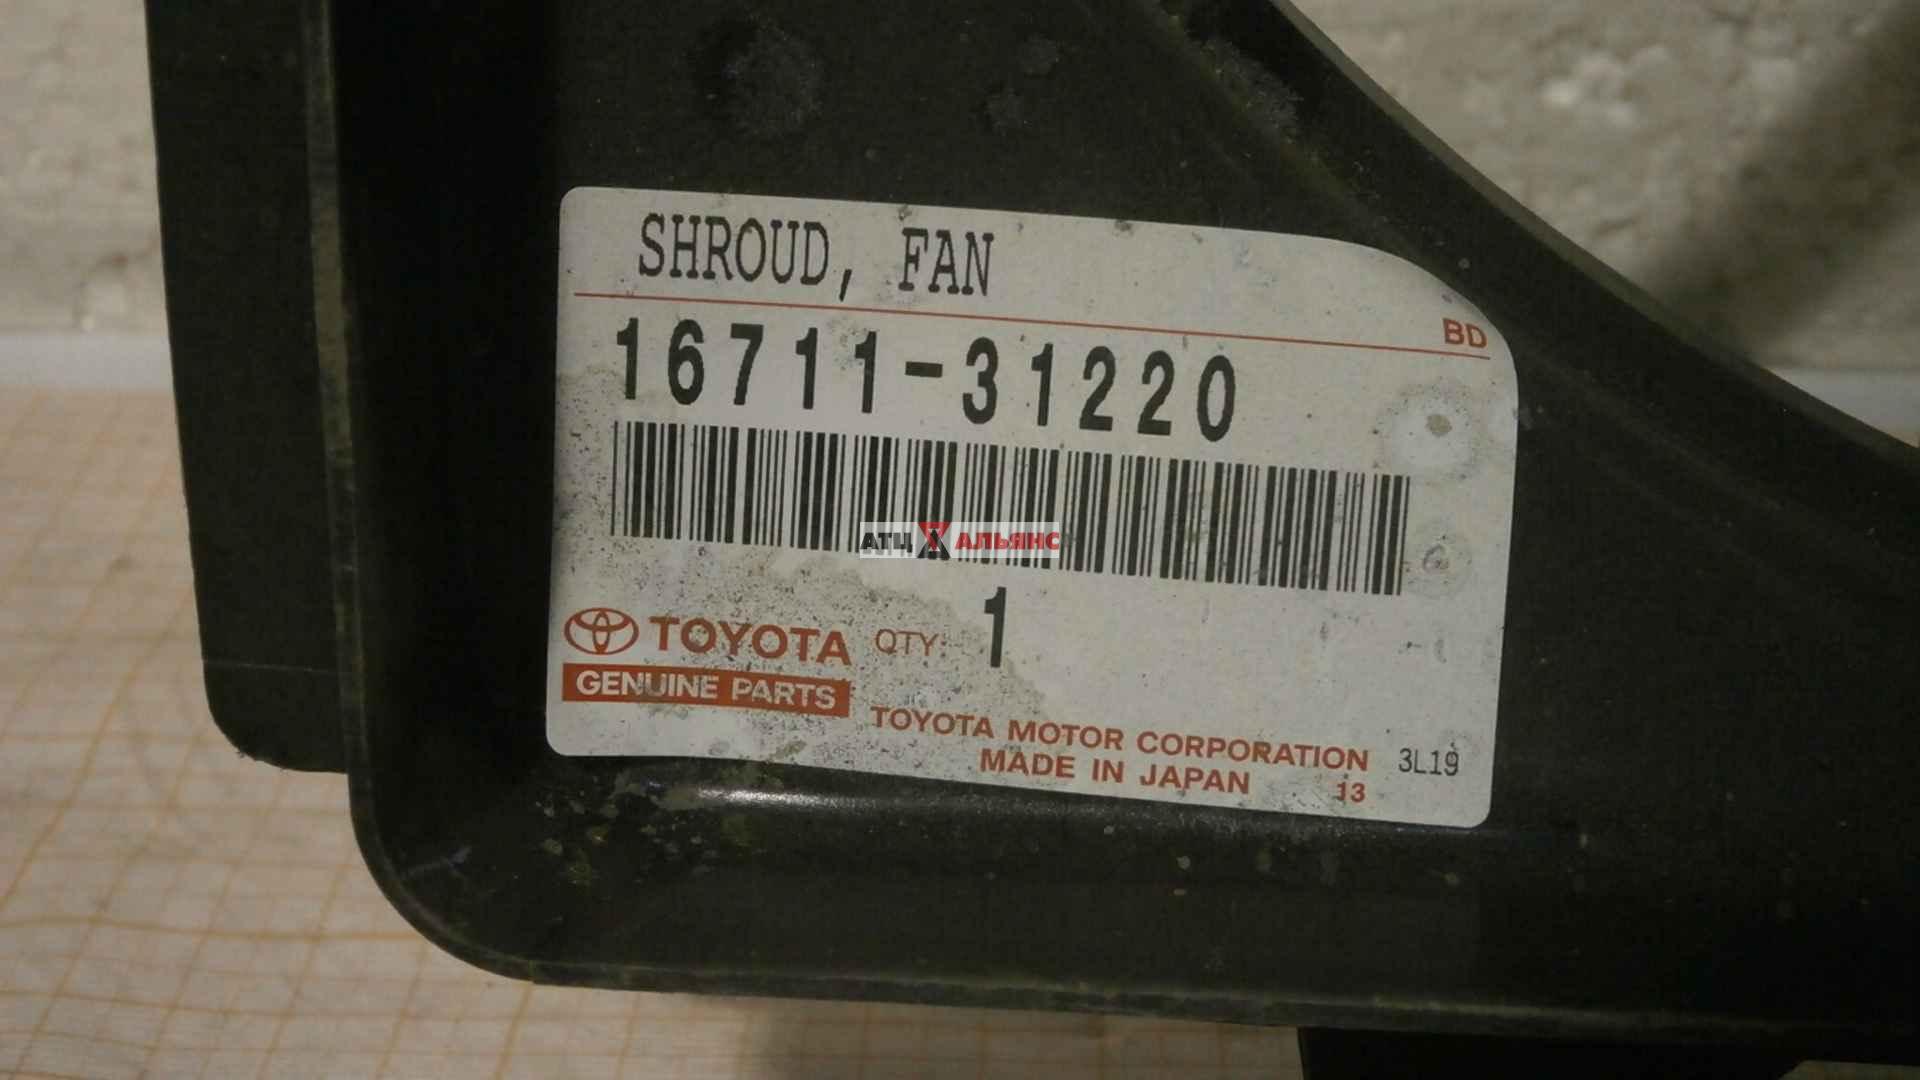 SHROUD, FAN
BD
16711-31220
АТЦ АЛЬЯНС
1
TOYOTA QTY:
GENUINE PARTS
TOYOTA MOTOR CORPORATION 3L19
MADE IN JAPAN 13